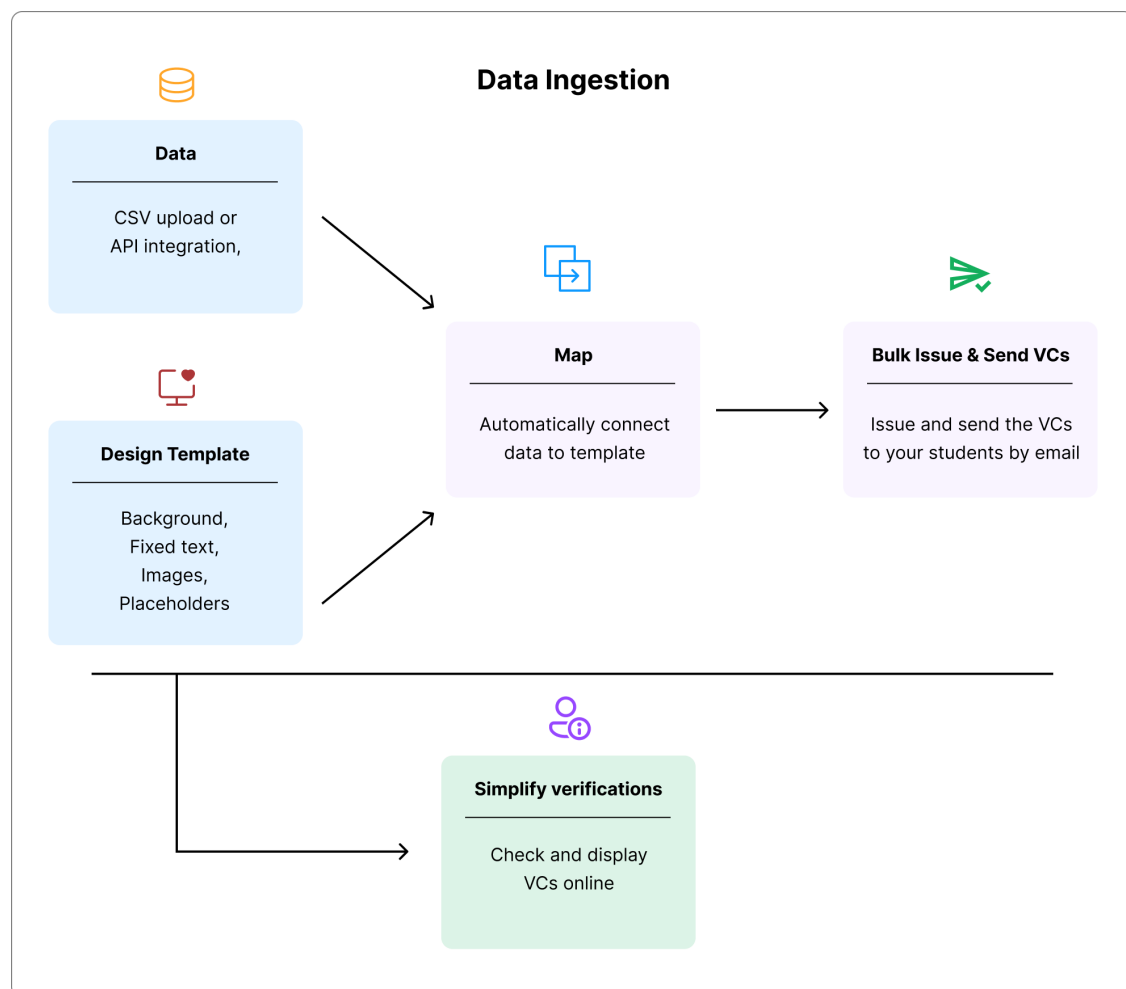 Data Ingestion
Data
CSV upload or
API integration,
Design Template
Background,
Fixed text,
Images,
Placeholders
Map
Automatically connect
data to template
Bulk Issue & Send VCs
Issue and send the VCs
to your students by email
Simplify verifications
Check and display
VCs online